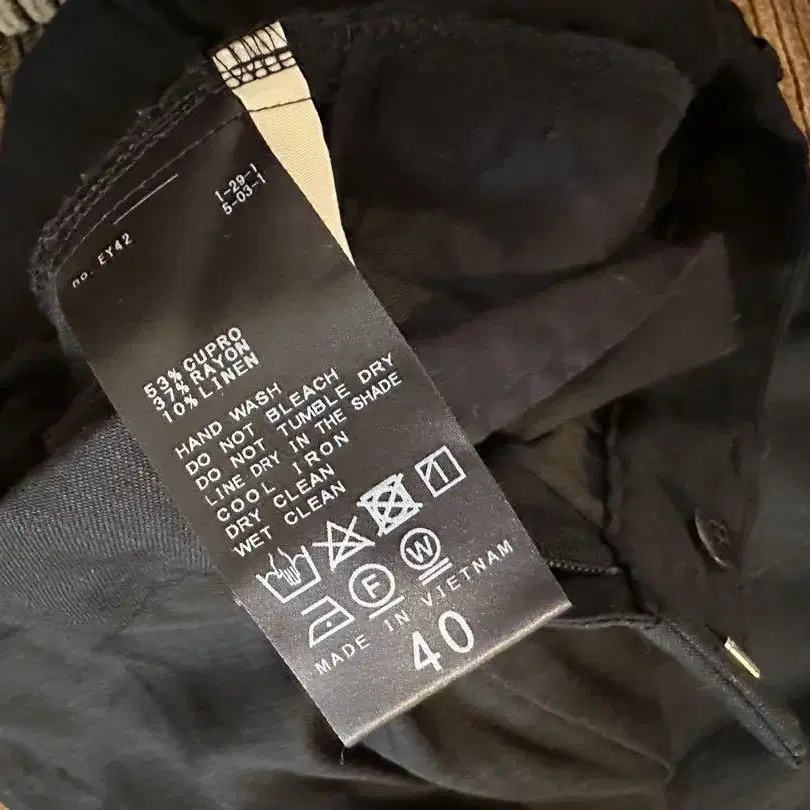 1-29-1
5-03-1
no. EY42
53% CUPRO
37% RAYON
10% LINEN
HAND WASH
DO NOT BLEACH
DO NOT TUMBLE DRY
LINE DRY IN THE SHADE
COOL IRON
DRY CLEAN
WET CLEAN
F
W
MADE IN VIETNAM
40